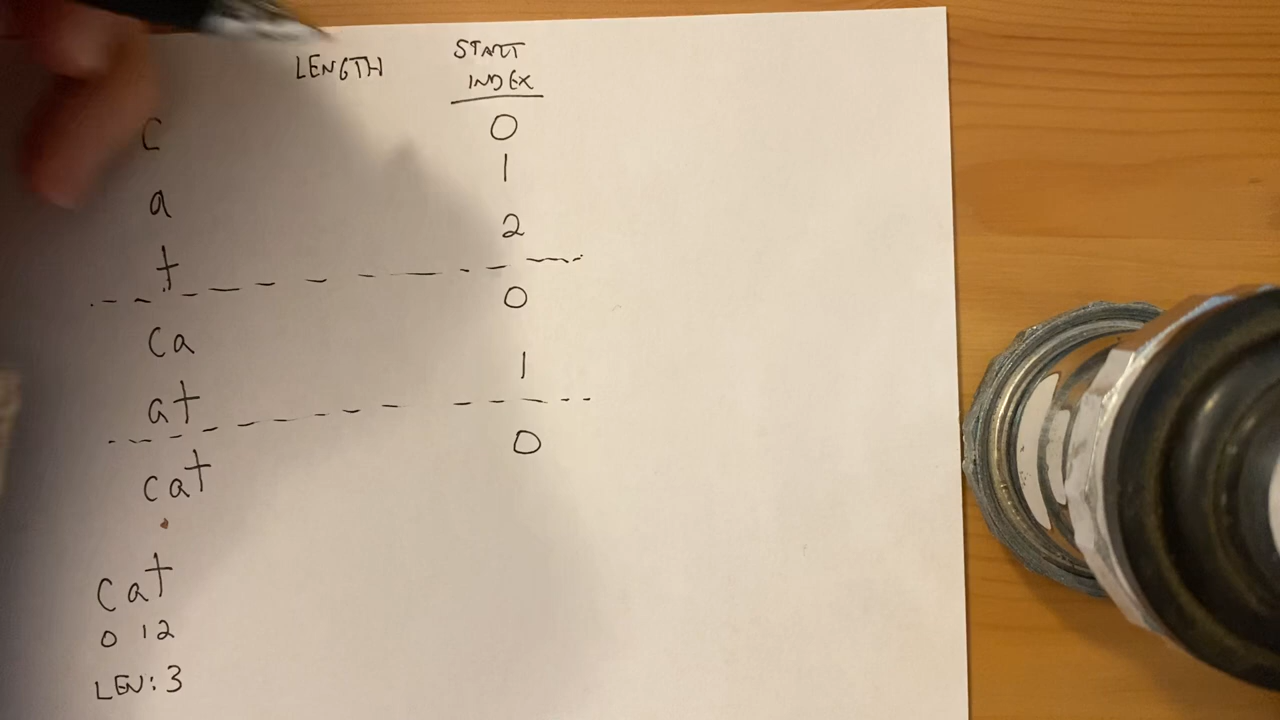 LENGTH START
INDEX
c 0
a 1
t 2
ca 0
at 1
cat 0
cat
0 1 2
LEN: 3